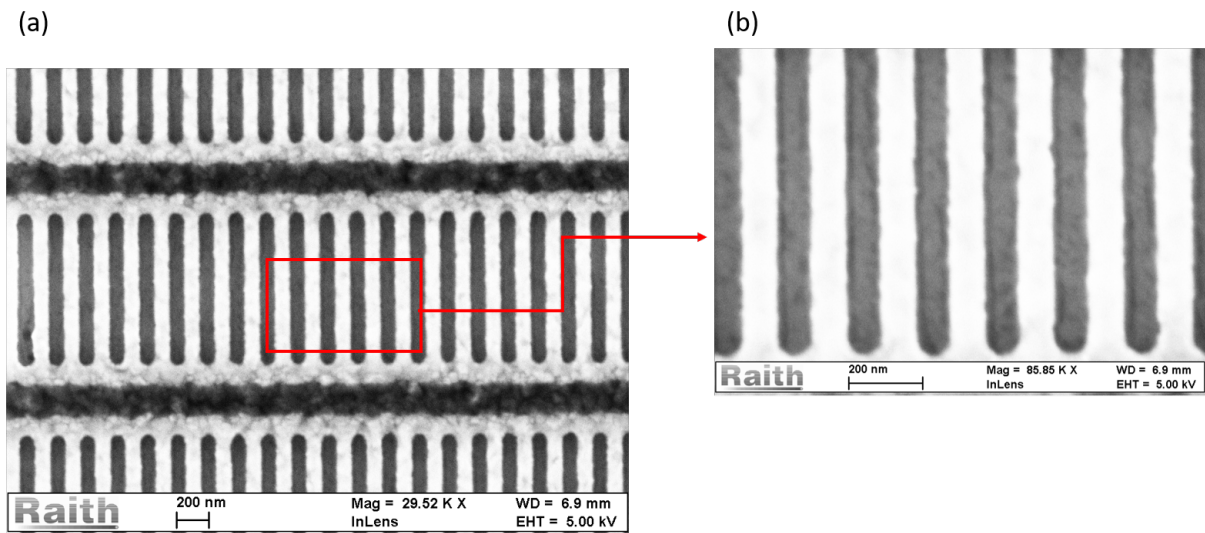 (a)
(b)
Raith
200 nm
Mag = 29.52 K X
WD = 6.9 mm
InLens
EHT = 5.00 kV
Raith
200 nm
Mag = 85.85 K X
WD = 6.9 mm
InLens
EHT = 5.00 kV